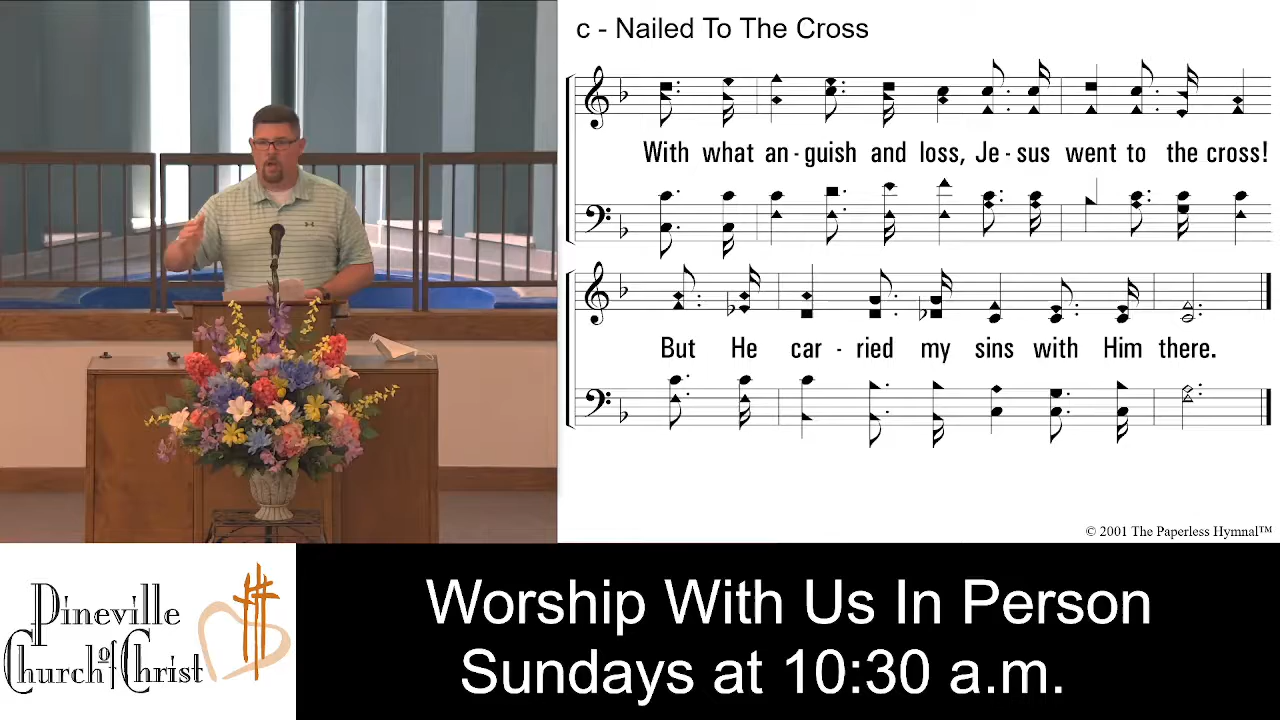 c - Nailed To The Cross
With what an - guish and loss, Je - sus went to the cross!
But He car - ried my sins with Him there.
© 2001 The Paperless Hymnal™
Pineville
Church of Christ
Worship With Us In Person
Sundays at 10:30 a.m.